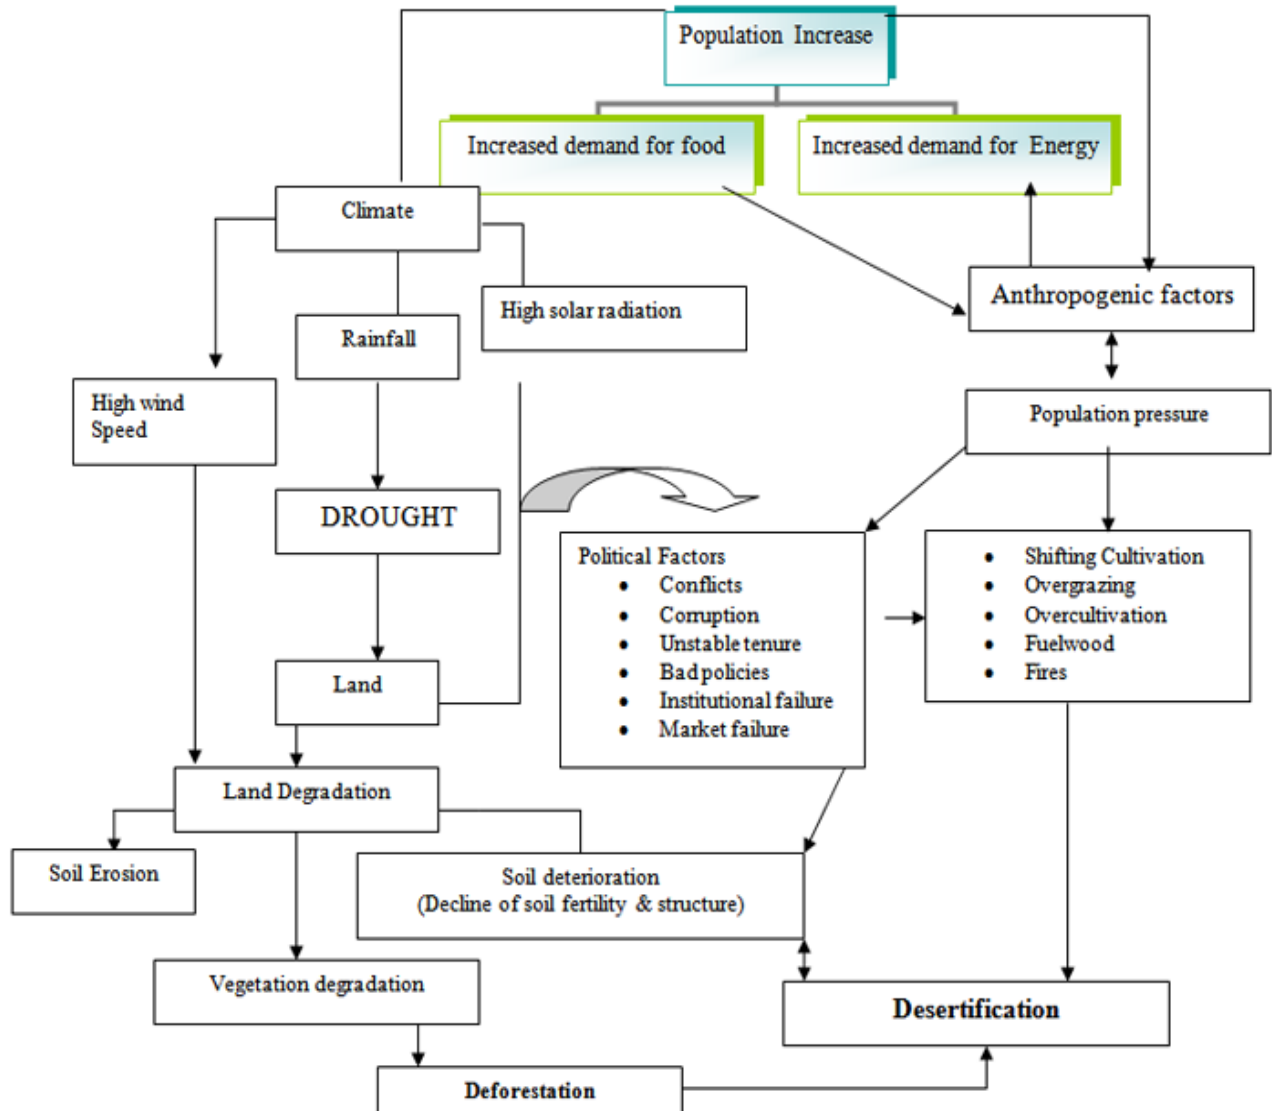 Population Increase
Increased demand for food
Increased demand for Energy
Climate
High solar radiation
Anthropogenic factors
Rainfall
High wind
Speed
Population pressure
DROUGHT
Political Factors
• Conflicts
• Corruption
• Unstable tenure
• Bad policies
• Institutional failure
• Market failure
• Shifting Cultivation
• Overgrazing
• Overcultivation
• Fuelwood
• Fires
Land
Land Degradation
Soil Erosion
Soil deterioration
(Decline of soil fertility & structure)
Vegetation degradation
Desertification
Deforestation